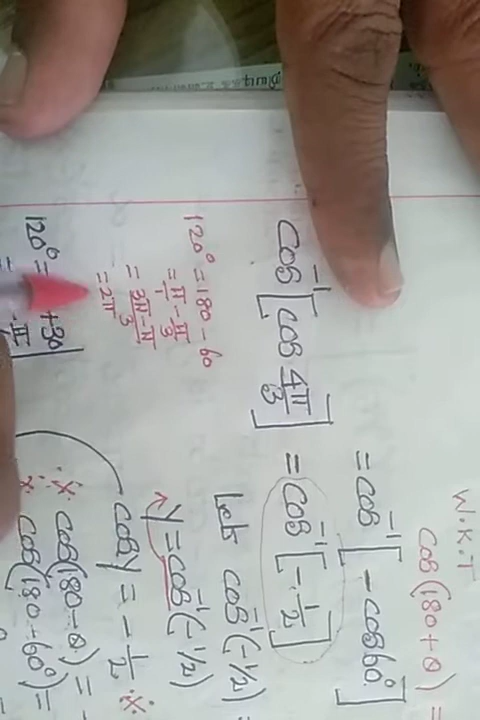 W.K.T
cos(180+θ) =
= cos⁻¹[-cos60°]
cos⁻¹[cos 4π/3] = cos⁻¹[-1/2]
Let cos⁻¹(-1/2) =
y = cos⁻¹(-1/2)
cos y = -1/2
cos(180-θ) = -
cos(180-60°) =
120° = 180 - 60
= π/1 - π/3
= 3π-π/3
= 2π
120° = +30